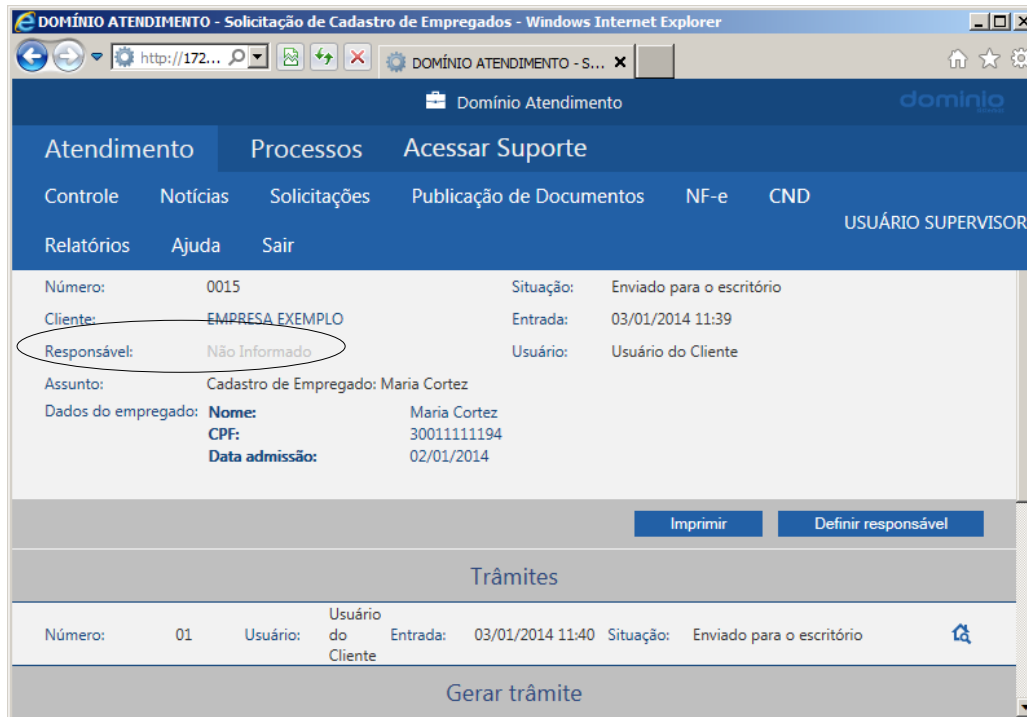 DOMÍNIO ATENDIMENTO - Solicitação de Cadastro de Empregados - Windows Internet Explorer
http://172... DOMÍNIO ATENDIMENTO - S...
Domínio Atendimento dominio
Atendimento Processos Acessar Suporte
Controle Notícias Solicitações Publicação de Documentos NF-e CND
USUÁRIO SUPERVISOR
Relatórios Ajuda Sair
Número: 0015 Situação: Enviado para o escritório
Cliente: EMPRESA EXEMPLO Entrada: 03/01/2014 11:39
Responsável: Não Informado Usuário: Usuário do Cliente
Assunto: Cadastro de Empregado: Maria Cortez
Dados do empregado: Nome: Maria Cortez
CPF: 30011111194
Data admissão: 02/01/2014
Imprimir Definir responsável
Trâmites
Número: 01 Usuário: Usuário do Cliente Entrada: 03/01/2014 11:40 Situação: Enviado para o escritório
Gerar trâmite